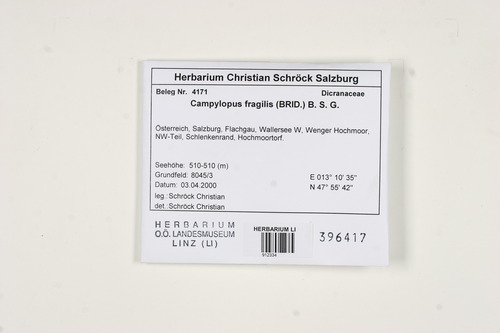 Herbarium Christian Schröck Salzburg
Beleg Nr. 4171 Dicranaceae
Campylopus fragilis (BRID.) B. S. G.
Österreich, Salzburg, Flachgau, Wallersee W, Wenger Hochmoor,
NW-Teil, Schlenkenrand, Hochmoortorf.
Seehöhe: 510-510 (m)
Grundfeld: 8045/3 E 013° 10' 35"
Datum: 03.04.2000 N 47° 55' 42"
leg.:Schröck Christian
det.:Schröck Christian
HERBARIUM
O.Ö. LANDESMUSEUM
LINZ (LI)
HERBARIUM LI
912334
396417